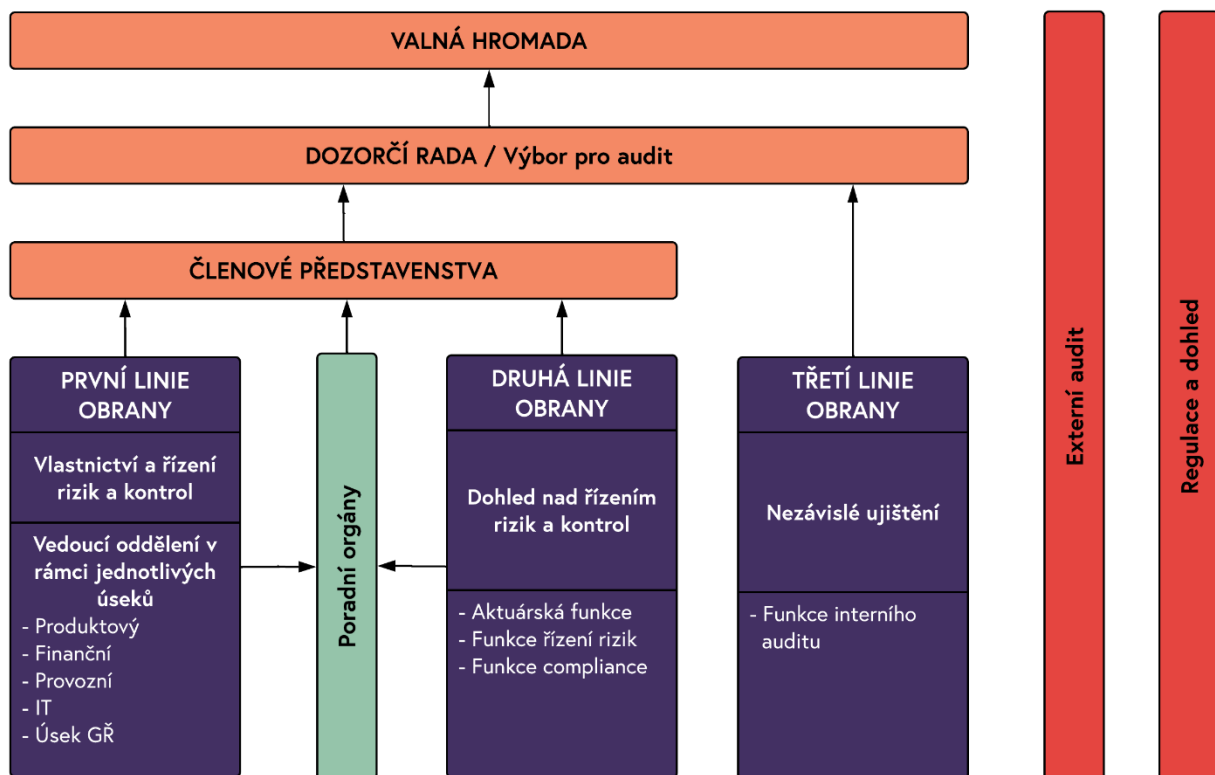 VALNÁ HROMADA
DOZORČÍ RADA / Výbor pro audit
ČLENOVÉ PŘEDSTAVENSTVA
PRVNÍ LINIE
OBRANY
Vlastnictví a řízení
rizik a kontrol
Vedoucí oddělení v
rámci jednotlivých
úseků
- Produktový
- Finanční
- Provozní
- IT
- Úsek GŘ
Poradní orgány
DRUHÁ LINIE
OBRANY
Dohled nad řízením
rizik a kontrol
- Aktuárská funkce
- Funkce řízení rizik
- Funkce compliance
TŘETÍ LINIE
OBRANY
Nezávislé ujištění
- Funkce interního
auditu
Externí audit
Regulace a dohled